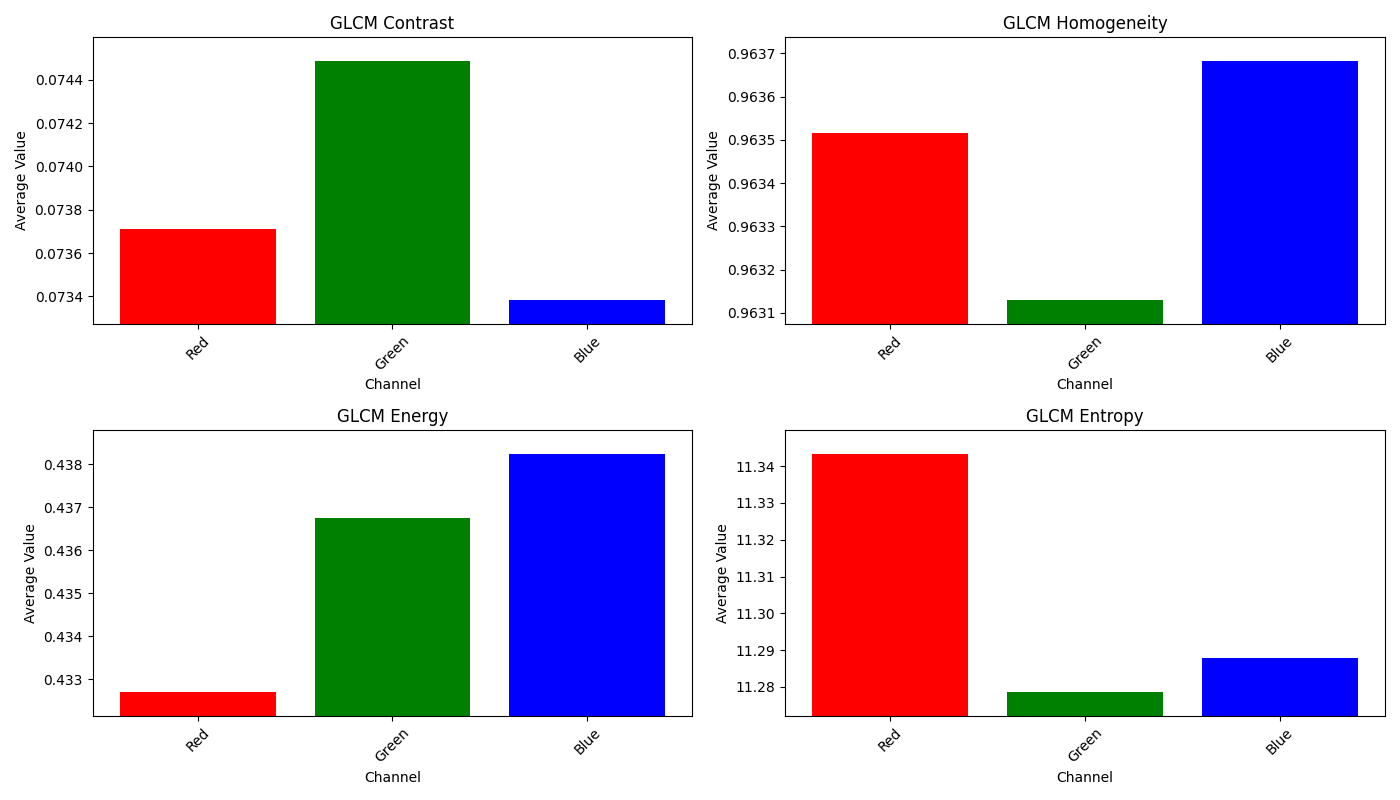 GLCM Contrast
Average Value
0.0744
0.0742
0.0740
0.0738
0.0736
0.0734
Red
Green
Blue
Channel
GLCM Homogeneity
Average Value
0.9637
0.9636
0.9635
0.9634
0.9633
0.9632
0.9631
Red
Green
Blue
Channel
GLCM Energy
Average Value
0.438
0.437
0.436
0.435
0.434
0.433
Red
Green
Blue
Channel
GLCM Entropy
Average Value
11.34
11.33
11.32
11.31
11.30
11.29
11.28
Red
Green
Blue
Channel